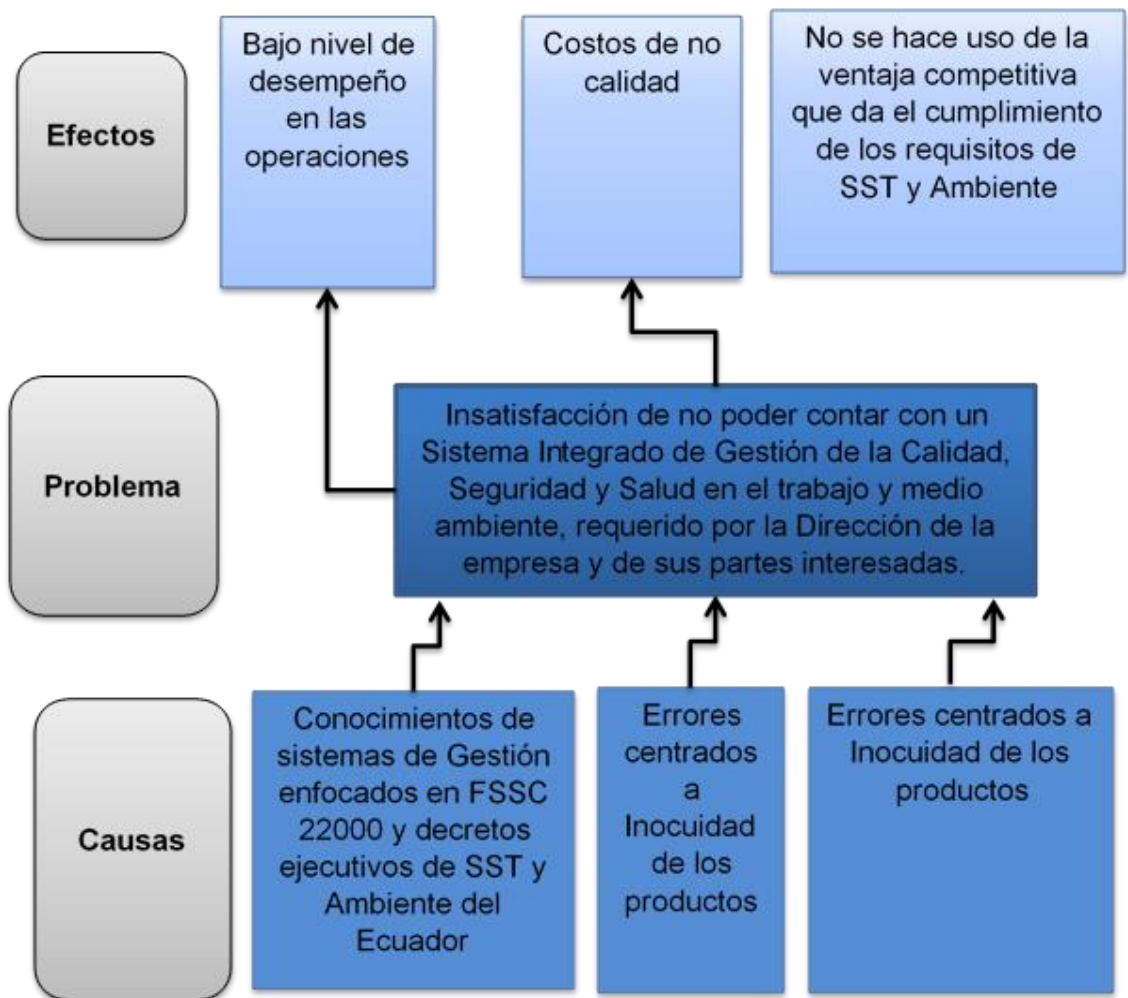 Efectos
Bajo nivel de
desempeño
en las
operaciones
Costos de no
calidad
No se hace uso de la
ventaja competitiva
que da el cumplimiento
de los requisitos de
SST y Ambiente
Problema
Insatisfacción de no poder contar con un
Sistema Integrado de Gestión de la Calidad,
Seguridad y Salud en el trabajo y medio
ambiente, requerido por la Dirección de la
empresa y de sus partes interesadas.
Causas
Conocimientos de
sistemas de Gestión
enfocados en FSSC
22000 y decretos
ejecutivos de SST y
Ambiente del
Ecuador
Errores
centrados
a
Inocuidad
de los
productos
Errores centrados a
Inocuidad de los
productos